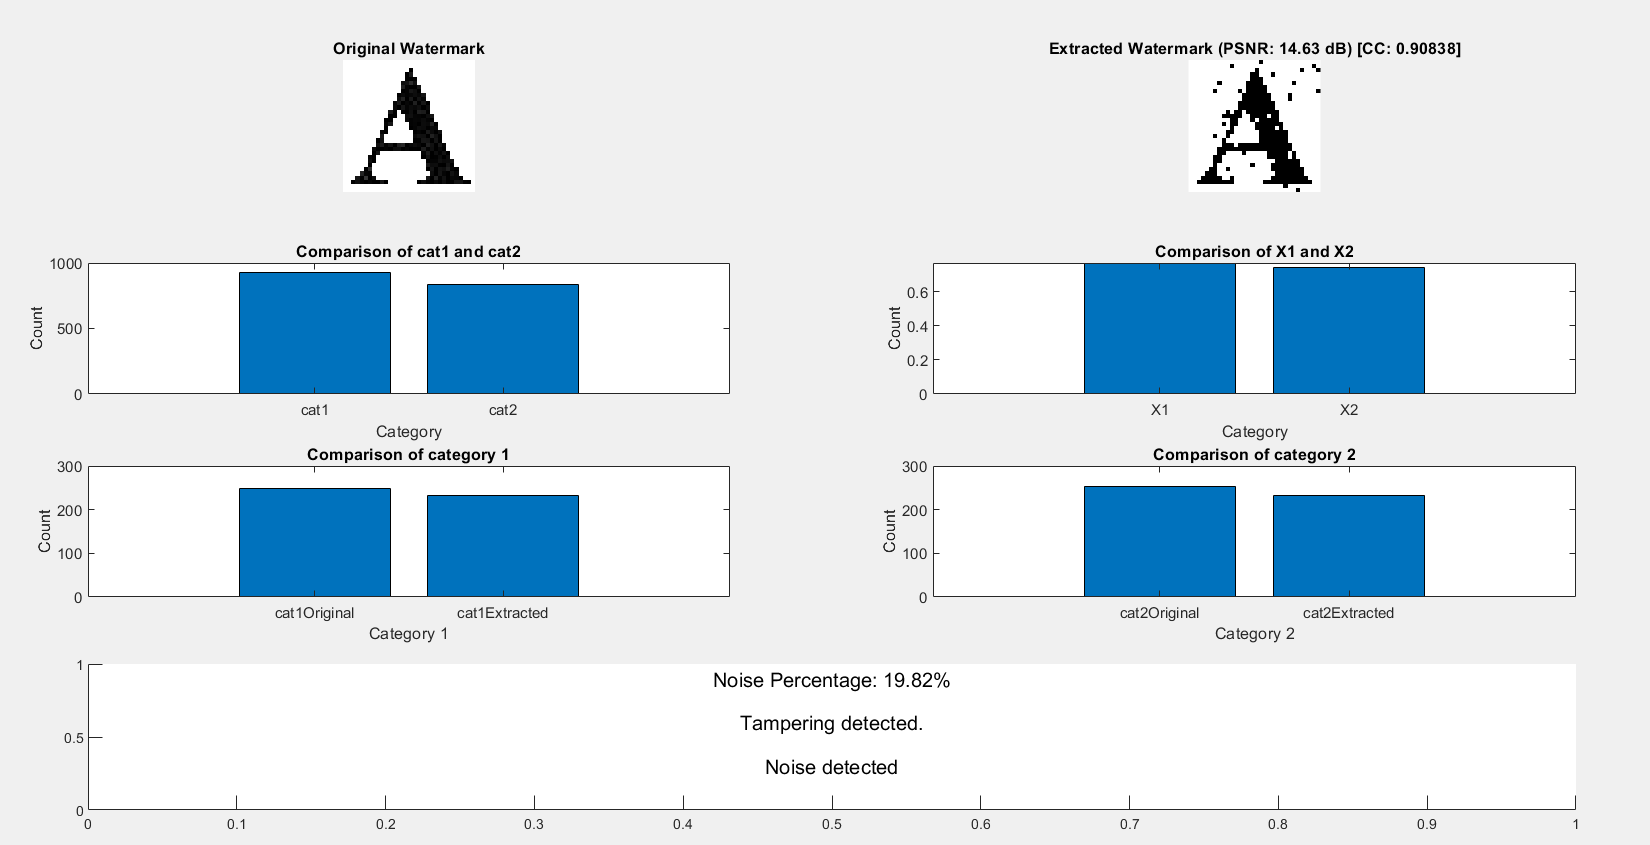 Original Watermark
A
Extracted Watermark (PSNR: 14.63 dB) [CC: 0.90838]
A
Comparison of cat1 and cat2
1000
500
0
Count
cat1 cat2
Category
Comparison of X1 and X2
0.6
0.4
0.2
0
Count
X1 X2
Category
Comparison of category 1
300
200
100
0
Count
cat1Original cat1Extracted
Category 1
Comparison of category 2
300
200
100
0
Count
cat2Original cat2Extracted
Category 2
1
0.5
0
Noise Percentage: 19.82%
Tampering detected.
Noise detected
0 0.1 0.2 0.3 0.4 0.5 0.6 0.7 0.8 0.9 1